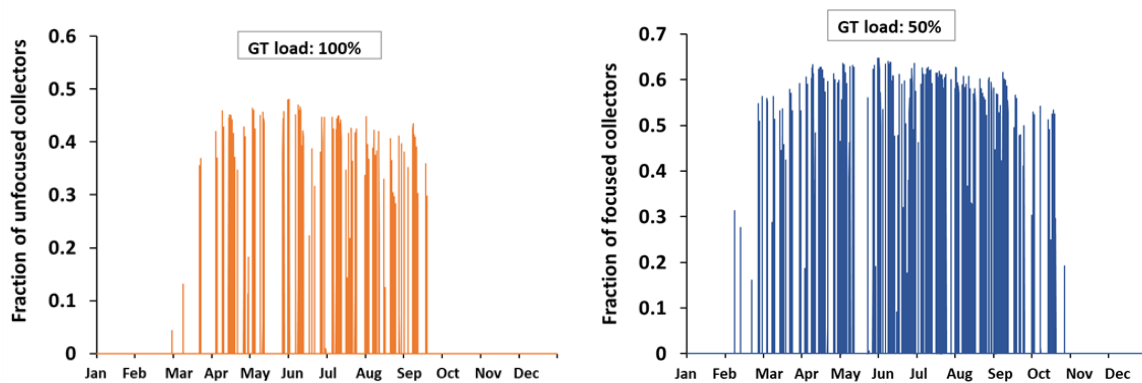 GT load: 100%
Fraction of unfocused collectors
0.6
0.5
0.4
0.3
0.2
0.1
0
Jan Feb Mar Apr May Jun Jul Aug Sep Oct Nov Dec
GT load: 50%
Fraction of focused collectors
0.7
0.6
0.5
0.4
0.3
0.2
0.1
0
Jan Feb Mar Apr May Jun Jul Aug Sep Oct Nov Dec